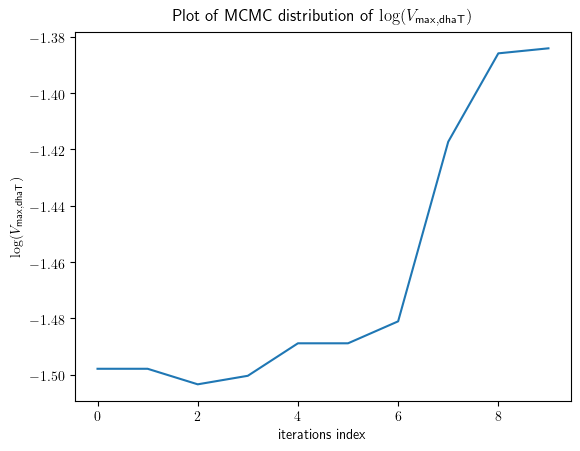 Plot of MCMC distribution of log(V_max,dhaT)
−1.38
−1.40
−1.42
−1.44
−1.46
−1.48
−1.50
log(V_max,dhaT)
0 2 4 6 8
iterations index